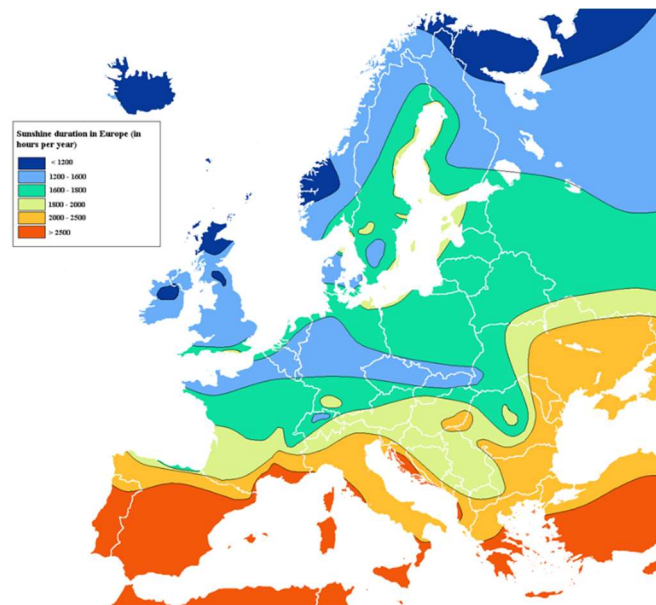 Sunshine duration in Europe (in
hours per year)
< 1200
1200 - 1600
1600 - 1800
1800 - 2000
2000 - 2500
> 2500